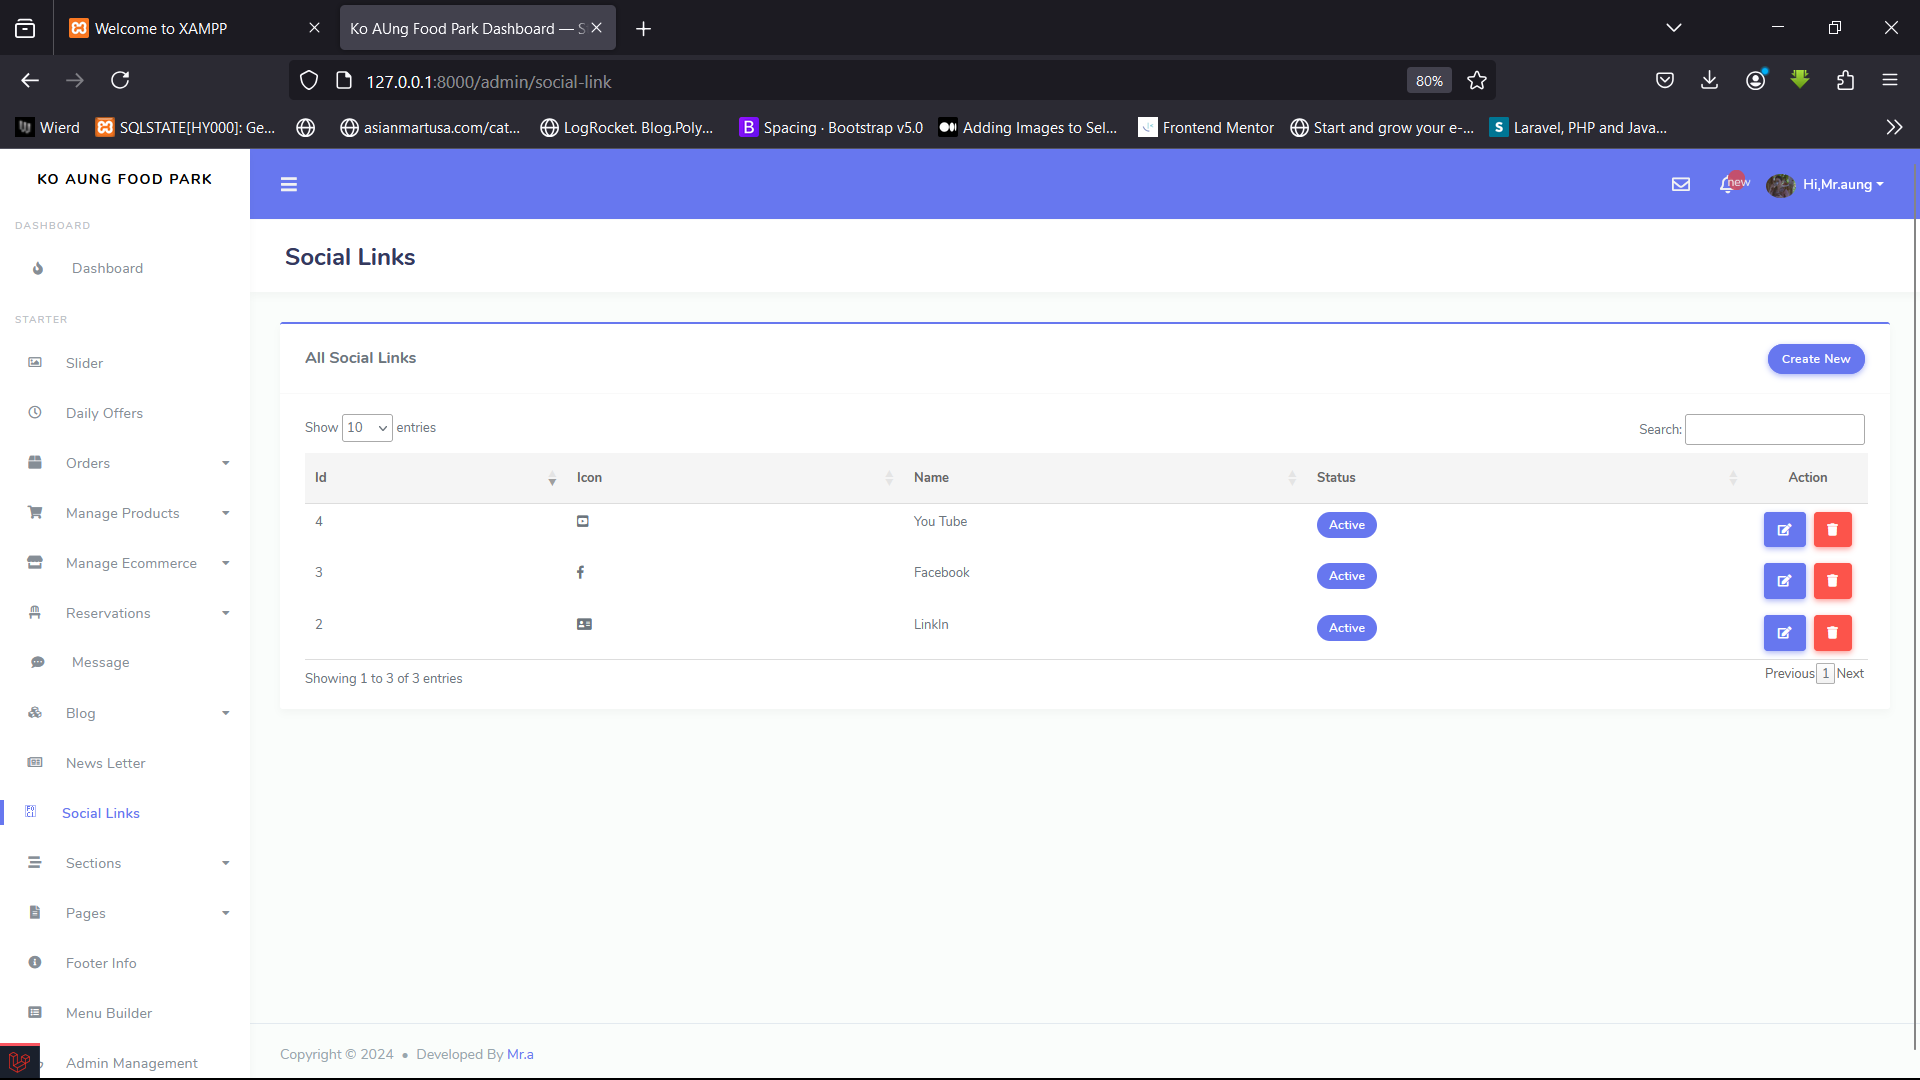 Welcome to XAMPP
Ko AUng Food Park Dashboard — S
127.0.0.1:8000/admin/social-link
80%
Wierd
SQLSTATE[HY000]: Ge...
asianmartusa.com/cat...
LogRocket. Blog.Poly...
B Spacing · Bootstrap v5.0
Adding Images to Sel...
Frontend Mentor
Start and grow your e-...
S Laravel, PHP and Java...
KO AUNG FOOD PARK
new
Hi,Mr.aung
DASHBOARD
Dashboard
STARTER
Slider
Daily Offers
Orders
Manage Products
Manage Ecommerce
Reservations
Message
Blog
News Letter
Social Links
Sections
Pages
Footer Info
Menu Builder
Admin Management
Social Links
All Social Links
Create New
Show 10 entries
Search:
Id Icon Name Status Action
4 You Tube Active
3 Facebook Active
2 LinkIn Active
Showing 1 to 3 of 3 entries
Previous 1 Next
Copyright © 2024 • Developed By Mr.a